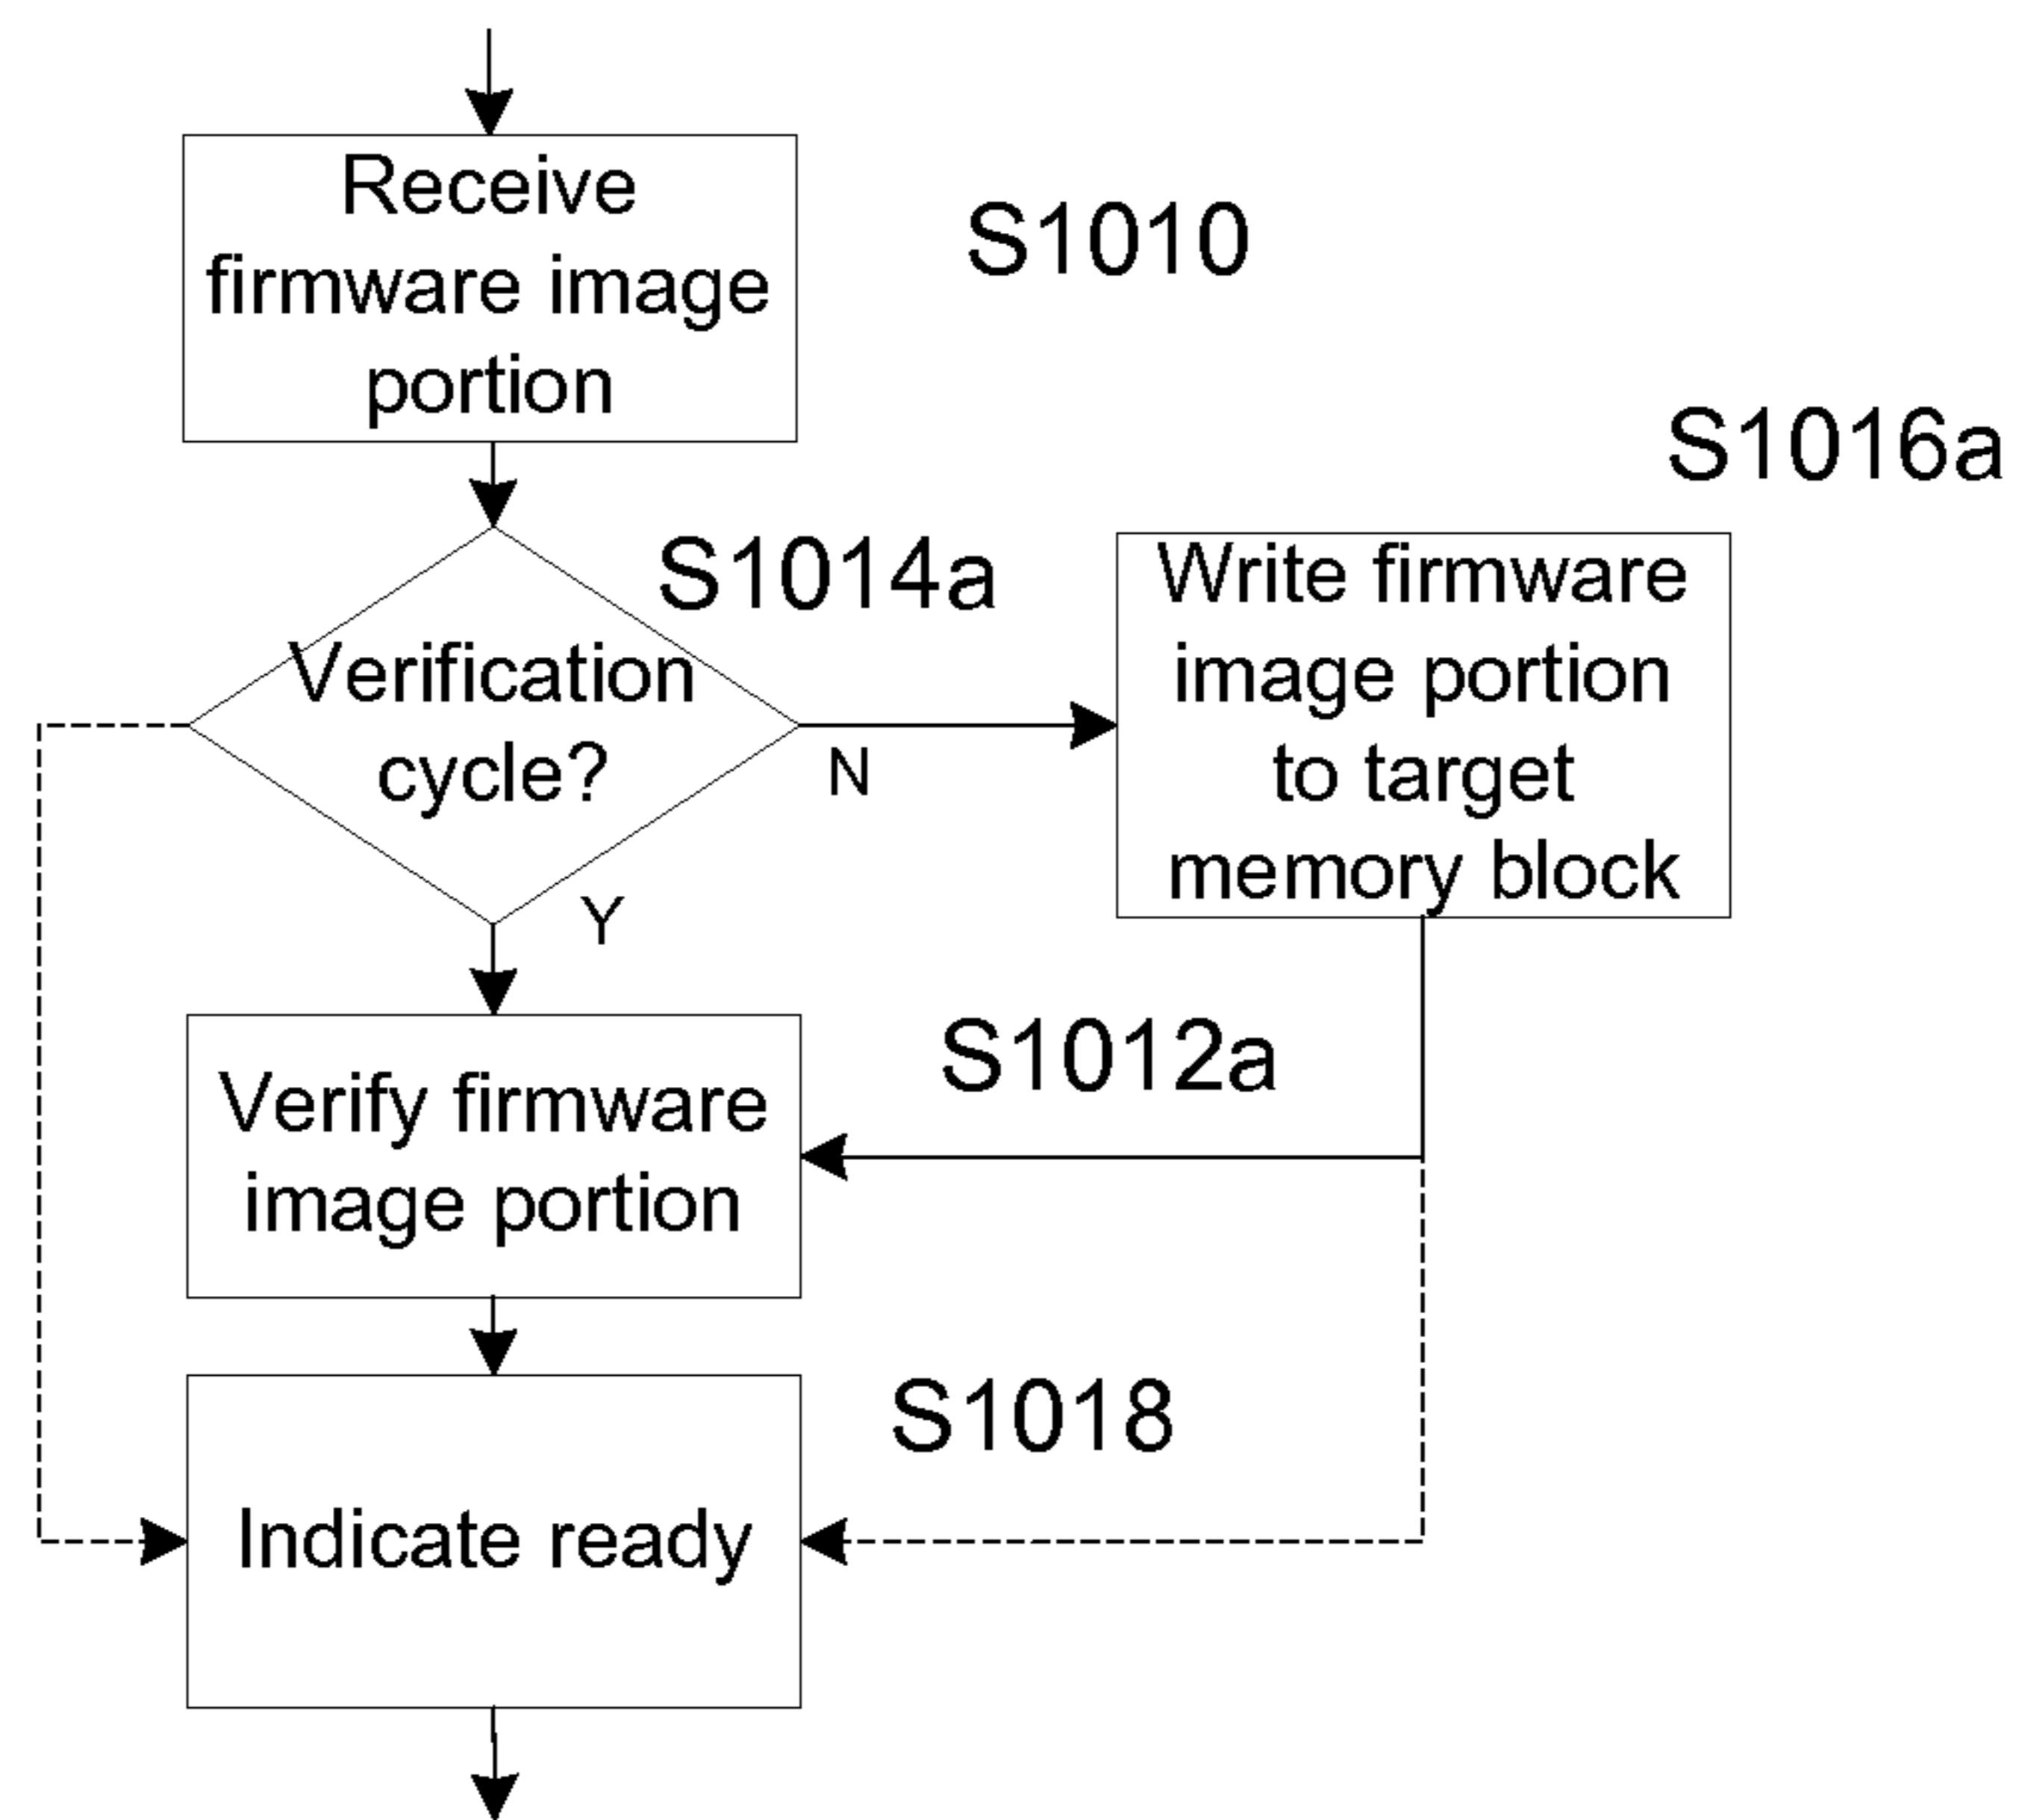 Receive
firmware image
portion
S1010
S1016a
S1014a
Verification
cycle?
N
Y
Write firmware
image portion
to target
memory block
S1012a
Verify firmware
image portion
S1018
Indicate ready